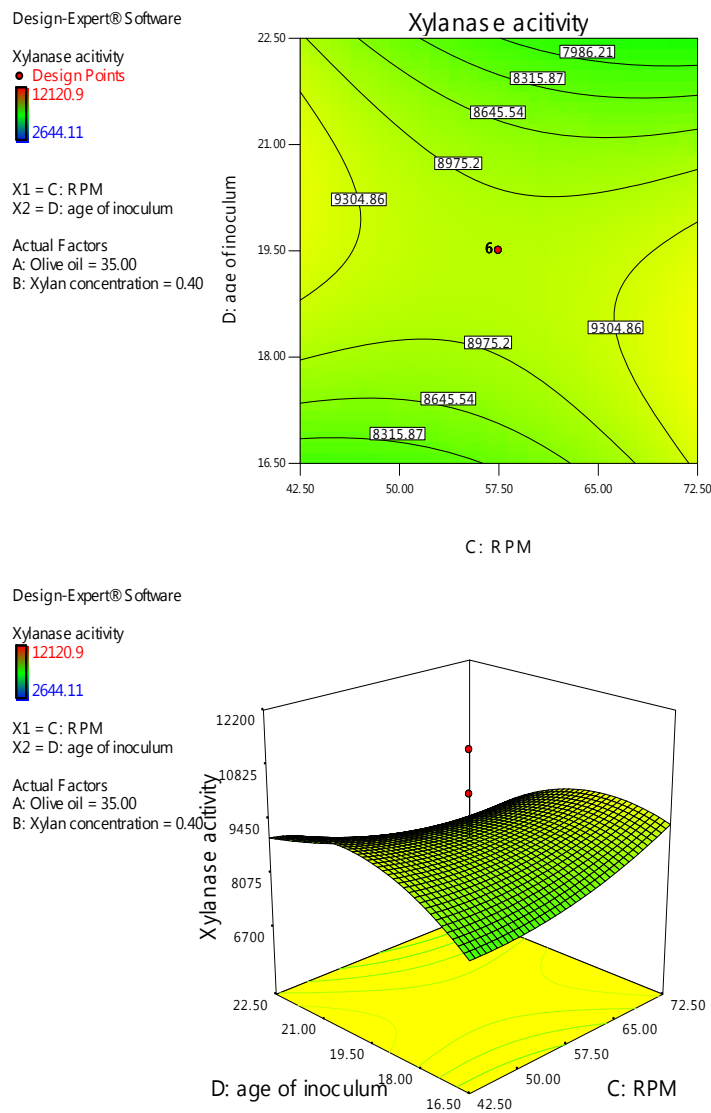 Design-Expert® Software
Xylanase acitivity
Design Points
12120.9
2644.11
X1 = C: RPM
X2 = D: age of inoculum
Actual Factors
A: Olive oil = 35.00
B: Xylan concentration = 0.40
Xylanase acitivity
22.50
21.00
19.50
18.00
16.50
D: age of inoculum
7986.21
8315.87
8645.54
8975.2
9304.86
6
9304.86
8975.2
8645.54
8315.87
42.50 50.00 57.50 65.00 72.50
C: RPM
Design-Expert® Software
Xylanase acitivity
12120.9
2644.11
X1 = C: RPM
X2 = D: age of inoculum
Actual Factors
A: Olive oil = 35.00
B: Xylan concentration = 0.40
Xylanase acitivity
12200
10825
9450
8075
6700
22.50
21.00
19.50
18.00
16.50
D: age of inoculum
72.50
65.00
57.50
50.00
42.50
C: RPM